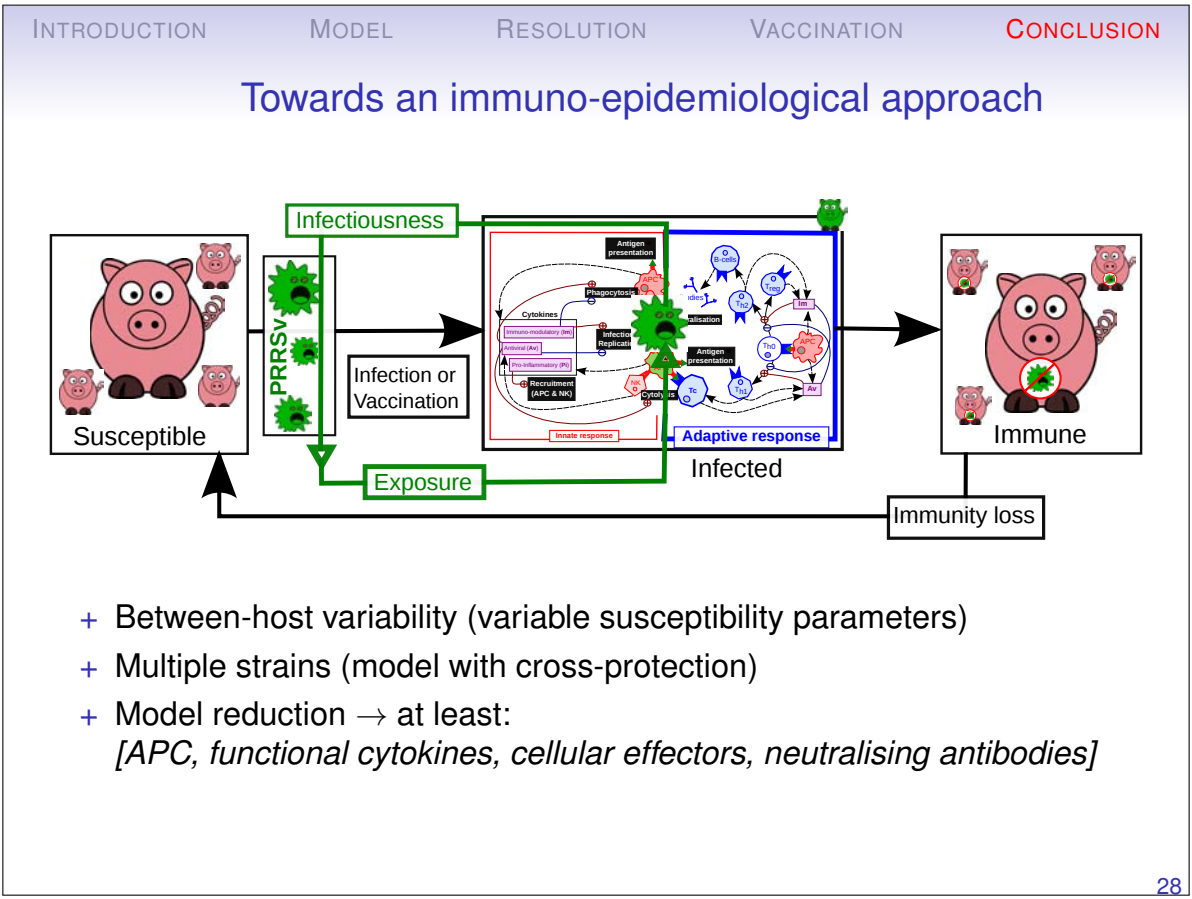 INTRODUCTION MODEL RESOLUTION VACCINATION CONCLUSION
Towards an immuno-epidemiological approach
Susceptible
PRRSv
Infectiousness
Exposure
Infection or
Vaccination
Antigen
presentation
APC
Phagocytosis
Cytokines
Immuno-modulatory (Im)
Antiviral (Av)
Pro-Inflammatory (Pi)
Infection
Recruitment
(APC & NK)
NK
Cytolysis
Innate response
B-cells
Treg
Th2
Im
Th0
APC
Antigen
presentation
Tc
Th1
Av
Adaptive response
Infected
Immune
Immunity loss
+ Between-host variability (variable susceptibility parameters)
+ Multiple strains (model with cross-protection)
+ Model reduction → at least:
[APC, functional cytokines, cellular effectors, neutralising antibodies]
28